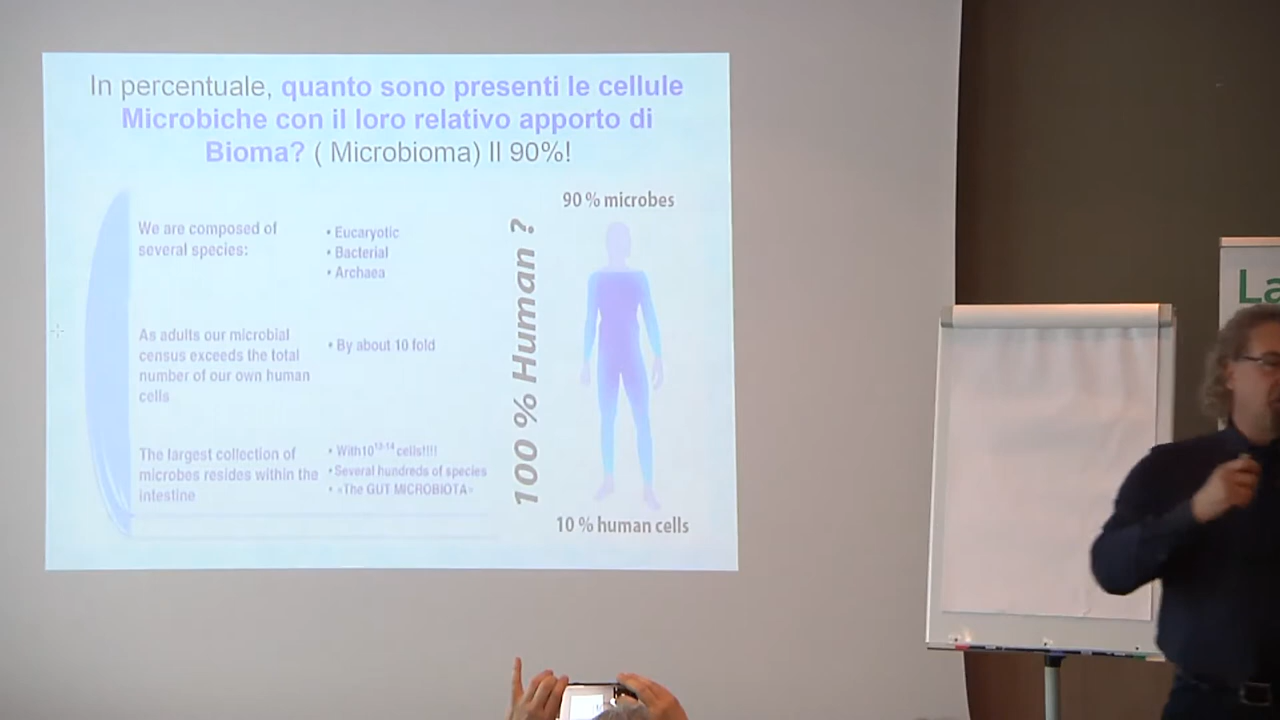 In percentuale, quanto sono presenti le cellule
Microbiche con il loro relativo apporto di
Bioma? ( Microbioma) Il 90%!
We are composed of
several species:
• Eucaryotic
• Bacterial
• Archaea
As adults our microbial
census exceeds the total
number of our own human
cells
• By about 10 fold
The largest collection of
microbes resides within the
intestine
• With10¹³⁻¹⁴ cells!!!!
• Several hundreds of species
• «The GUT MICROBIOTA»
100 % Human ?
90 % microbes
10 % human cells
La